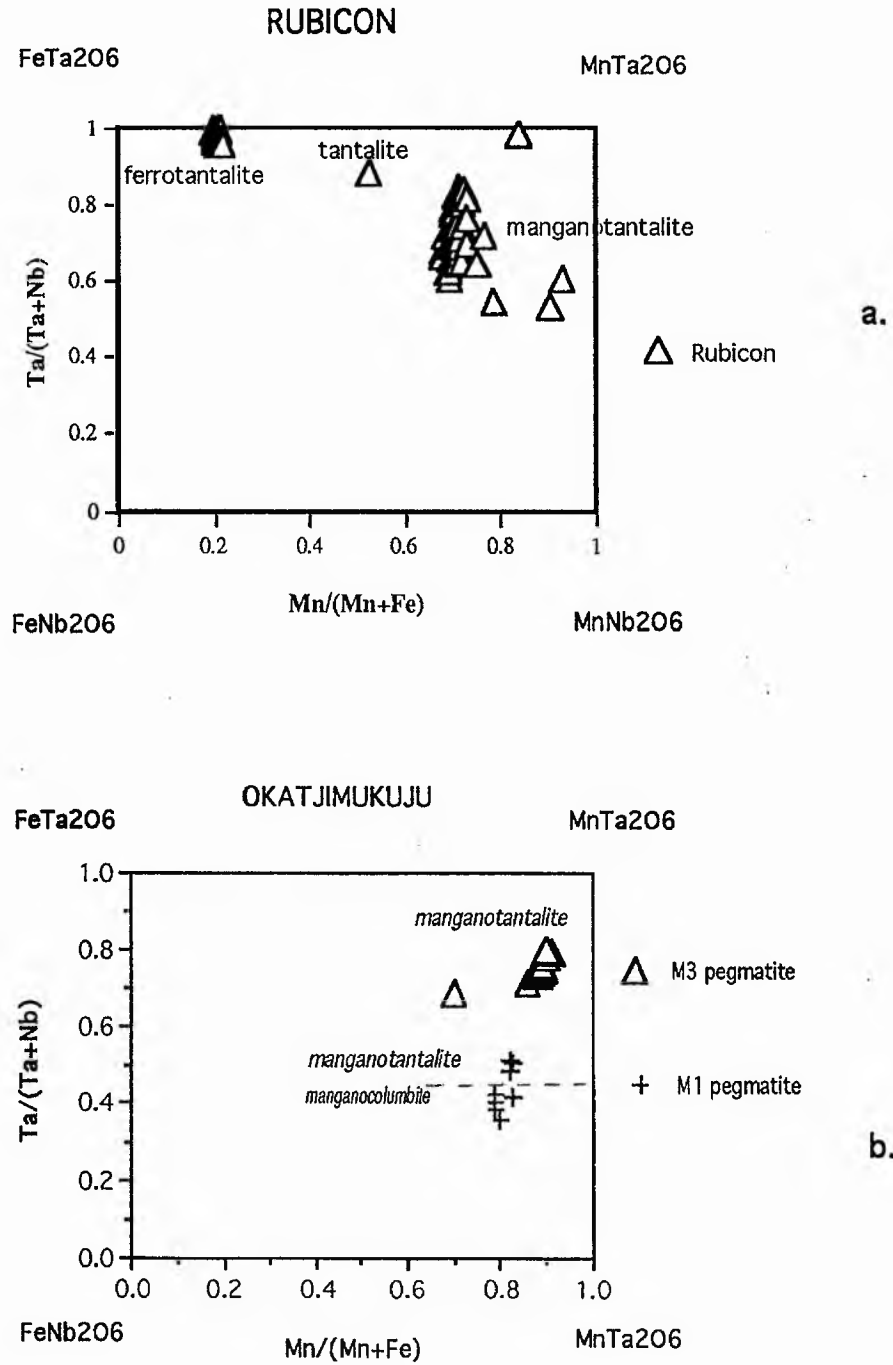 RUBICON
FeTa2O6
MnTa2O6
1
tantalite
ferrotantalite
0.8
manganotantalite
0.6
Ta/(Ta+Nb)
a.
0.4
Rubicon
0.2
0
0 0.2 0.4 0.6 0.8 1
Mn/(Mn+Fe)
FeNb2O6
MnNb2O6
OKATJIMUKUJU
FeTa2O6
MnTa2O6
1.0
manganotantalite
0.8
M3 pegmatite
0.6
Ta/(Ta+Nb)
manganotantalite
manganocolumbile
M1 pegmatite
0.4
b.
0.2
0.0
0.0 0.2 0.4 0.6 0.8 1.0
FeNb2O6
Mn/(Mn+Fe)
MnTa2O6